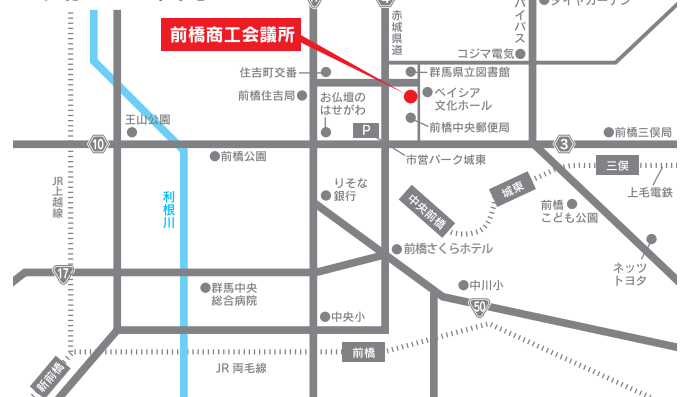 ダイヤガーデン
バイパス
赤城県道
前橋商工会議所
コジマ電気
住吉町交番
群馬県立図書館
前橋住吉局
お仏壇の
はせがわ
ベイシア
文化ホール
王山公園
P
前橋中央郵便局
前橋三俣局
10
3
前橋公園
市営パーク城東
三俣
JR上越線
利根川
りそな
銀行
城東
上毛電鉄
中央前橋
前橋
こども公園
前橋さくらホテル
ネッツ
トヨタ
17
群馬中央
総合病院
中川小
50
中央小
前橋
新前橋
JR 両毛線